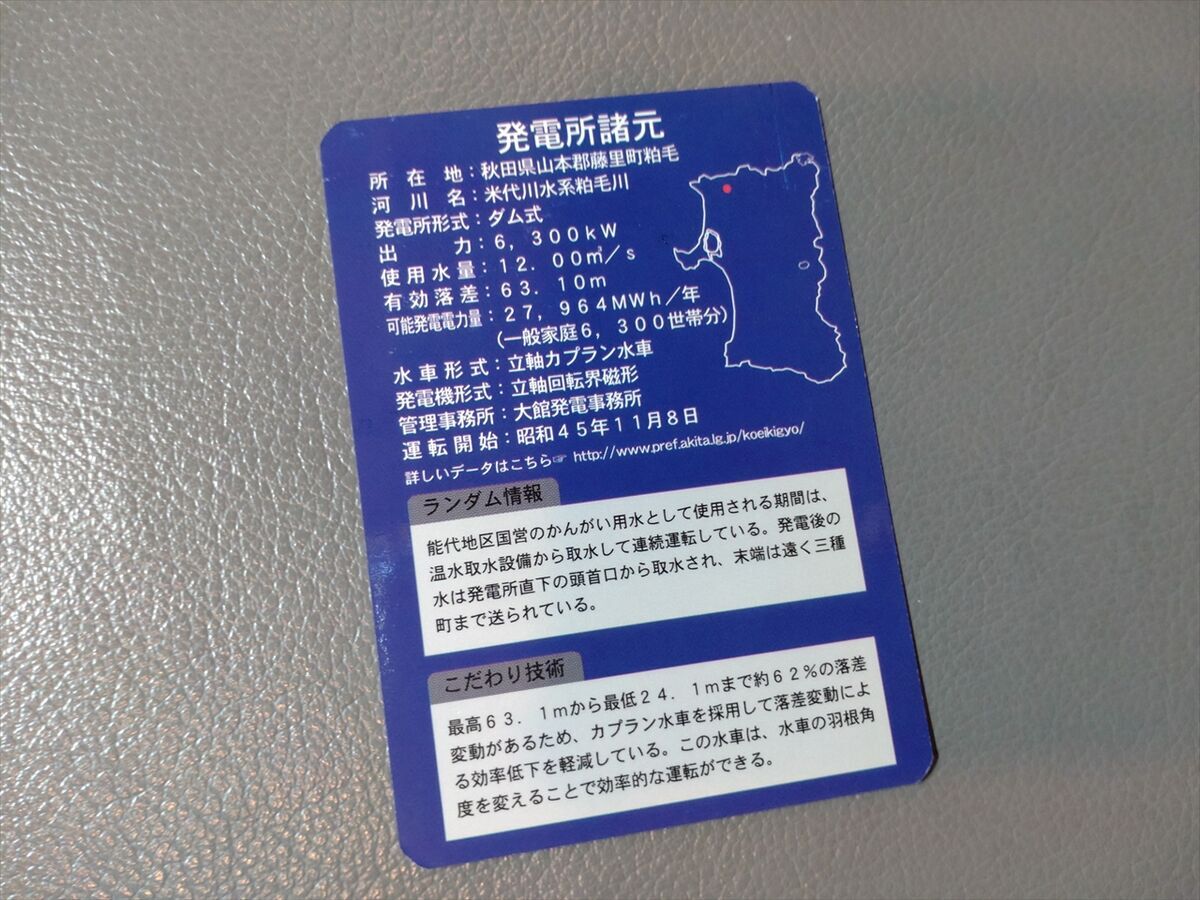 発電所諸元
所在地：秋田県山本郡藤里町粕毛
河川名：米代川水系粕毛川
発電所形式：ダム式
出力：６，３００ｋＷ
使用水量：１２．００㎥／ｓ
有効落差：６３．１０ｍ
可能発電電力量：２７，９６４ＭＷｈ／年
（一般家庭６，３００世帯分）
水車形式：立軸カプラン水車
発電機形式：立軸回転界磁形
管理事務所：大館発電事務所
運転開始：昭和４５年１１月８日
詳しいデータはこちら☞ http://www.pref.akita.lg.jp/koeikigyo/
ランダム情報
能代地区国営のかんがい用水として使用される期間は、
温水取水設備から取水して連続運転している。発電後の
水は発電所直下の頭首口から取水され、末端は遠く三種
町まで送られている。
こだわり技術
最高６３．１ｍから最低２４．１ｍまで約６２％の落差
変動があるため、カプラン水車を採用して落差変動によ
る効率低下を軽減している。この水車は、水車の羽根角
度を変えることで効率的な運転ができる。